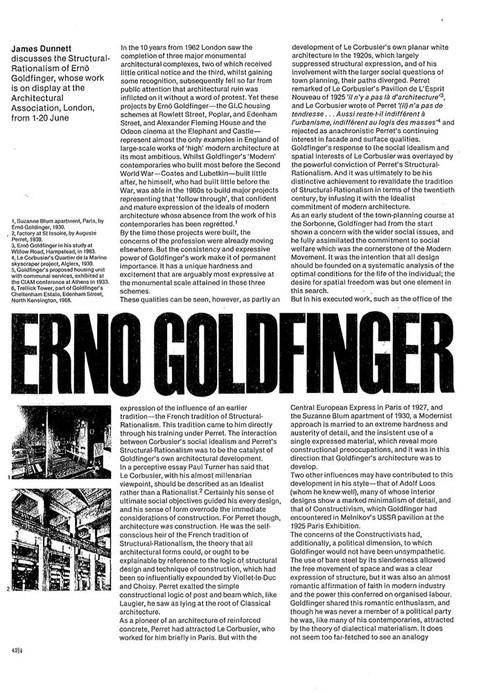 James Dunnett
discusses the Structural-
Rationalism of Ernö
Goldfinger, whose work
is on display at the
Architectural
Association, London,
from 1-20 June
1, Suzanne Blum apartment, Paris, by
Ernö Goldfinger, 1930.
2, factory at St Issoire, by Auguste
Perret, 1939.
3, Ernö Goldfinger in his study at
Willow Road, Hampstead, in 1963.
4, Le Corbusier's Quartier de la Marine
skyscraper project, Algiers, 1938.
5, Goldfinger's proposed housing unit
with communal services, exhibited at
the CIAM conference at Athens in 1933.
6, Trellick Tower, part of Goldfinger's
Cheltenham Estate, Edenham Street,
North Kensington, 1968.
In the 10 years from 1962 London saw the
completion of three major monumental
architectural complexes, two of which received
little critical notice and the third, whilst gaining
some recognition, subsequently fell so far from
public attention that architectural ruin was
inflicted on it without a word of protest. Yet these
projects by Ernö Goldfinger—the GLC housing
schemes at Rowlett Street, Poplar, and Edenham
Street, and Alexander Fleming House and the
Odeon cinema at the Elephant and Castle—
represent almost the only examples in England of
large-scale works of 'high' modern architecture at
its most ambitious. Whilst Goldfinger's 'Modern'
contemporaries who built most before the Second
World War—Coates and Lubetkin—built little
after, he himself, who had built little before the
War, was able in the 1960s to build major projects
representing that 'follow through', that confident
and mature expression of the ideals of modern
architecture whose absence from the work of his
contemporaries has been regretted.1
By the time these projects were built, the
concerns of the profession were already moving
elsewhere. But the consistency and expressive
power of Goldfinger's work make it of permanent
importance. It has a unique hardness and
excitement that are arguably most expressive at
the monumental scale attained in these three
schemes.
These qualities can be seen, however, as partly an
development of Le Corbusier's own planar white
architecture in the 1920s, which largely
suppressed structural expression, and of his
involvement with the larger social questions of
town planning, their paths diverged. Perret
remarked of Le Corbusier's Pavilion de L'Esprit
Nouveau of 1925 'il n'y a pas là d'architecture'3,
and Le Corbusier wrote of Perret '(il) n'a pas de
tendresse . . . Aussi reste-t-il indifférent à
l'urbanisme, indifférent au logis des masses'4 and
rejected as anachronistic Perret's continuing
interest in facade and surface qualities.
Goldfinger's response to the social idealism and
spatial interests of Le Corbusier was overlayed by
the powerful conviction of Perret's Structural-
Rationalism. And it was ultimately to be his
distinctive achievement to revalidate the tradition
of Structural-Rationalism in terms of the twentieth
century, by infusing it with the Idealist
commitment of modern architecture.
As an early student of the town-planning course at
the Sorbonne, Goldfinger had from the start
shown a concern with the wider social issues, and
he fully assimilated the commitment to social
welfare which was the cornerstone of the Modern
Movement. It was the intention that all design
should be founded on a systematic analysis of the
optimal conditions for the life of the individual; the
desire for spatial freedom was but one element in
this search.
But in his executed work, such as the office of the
ERNO GOLDFINGER
1
2
expression of the influence of an earlier
tradition—the French tradition of Structural-
Rationalism. This tradition came to him directly
through his training under Perret. The interaction
between Corbusier's social idealism and Perret's
Structural-Rationalism was to be the catalyst of
Goldfinger's own architectural development.
In a perceptive essay Paul Turner has said that
Le Corbusier, with his almost millenarian
viewpoint, should be described as an Idealist
rather than a Rationalist.2 Certainly his sense of
ultimate social objectives guided his every design,
and his sense of form overrode the immediate
considerations of construction. For Perret though,
architecture was construction. He was the self-
conscious heir of the French tradition of
Structural-Rationalism, the theory that all
architectural forms could, or ought to be
explainable by reference to the logic of structural
design and technique of construction, which had
been so influentially expounded by Viollet-le-Duc
and Choisy. Perret exalted the simple
constructional logic of post and beam which, like
Laugier, he saw as lying at the root of Classical
architecture.
As a pioneer of an architecture of reinforced
concrete, Perret had attracted Le Corbusier, who
worked for him briefly in Paris. But with the
Central European Express in Paris of 1927, and
the Suzanne Blum apartment of 1930, a Modernist
approach is married to an extreme hardness and
austerity of detail, and the insistent use of a
single expressed material, which reveal more
constructional preoccupations, and it was in this
direction that Goldfinger's architecture was to
develop.
Two other influences may have contributed to this
development in his style—that of Adolf Loos
(whom he knew well), many of whose interior
designs show a marked minimalism of detail, and
that of Constructivism, which Goldfinger had
encountered in Melnikov's USSR pavilion at the
1925 Paris Exhibition.
The concerns of the Constructivists had,
additionally, a political dimension, to which
Goldfinger would not have been unsympathetic.
The use of bare steel by its slenderness allowed
the free movement of space and was a clear
expression of structure, but it was also an almost
romantic affirmation of faith in modern industry
and the power this conferred on organised labour.
Goldfinger shared this romantic enthusiasm, and
though he was never a member of a political party
he was, like many of his contemporaries, attracted
by the theory of dialectical materialism. It does
not seem too far-fetched to see an analogy